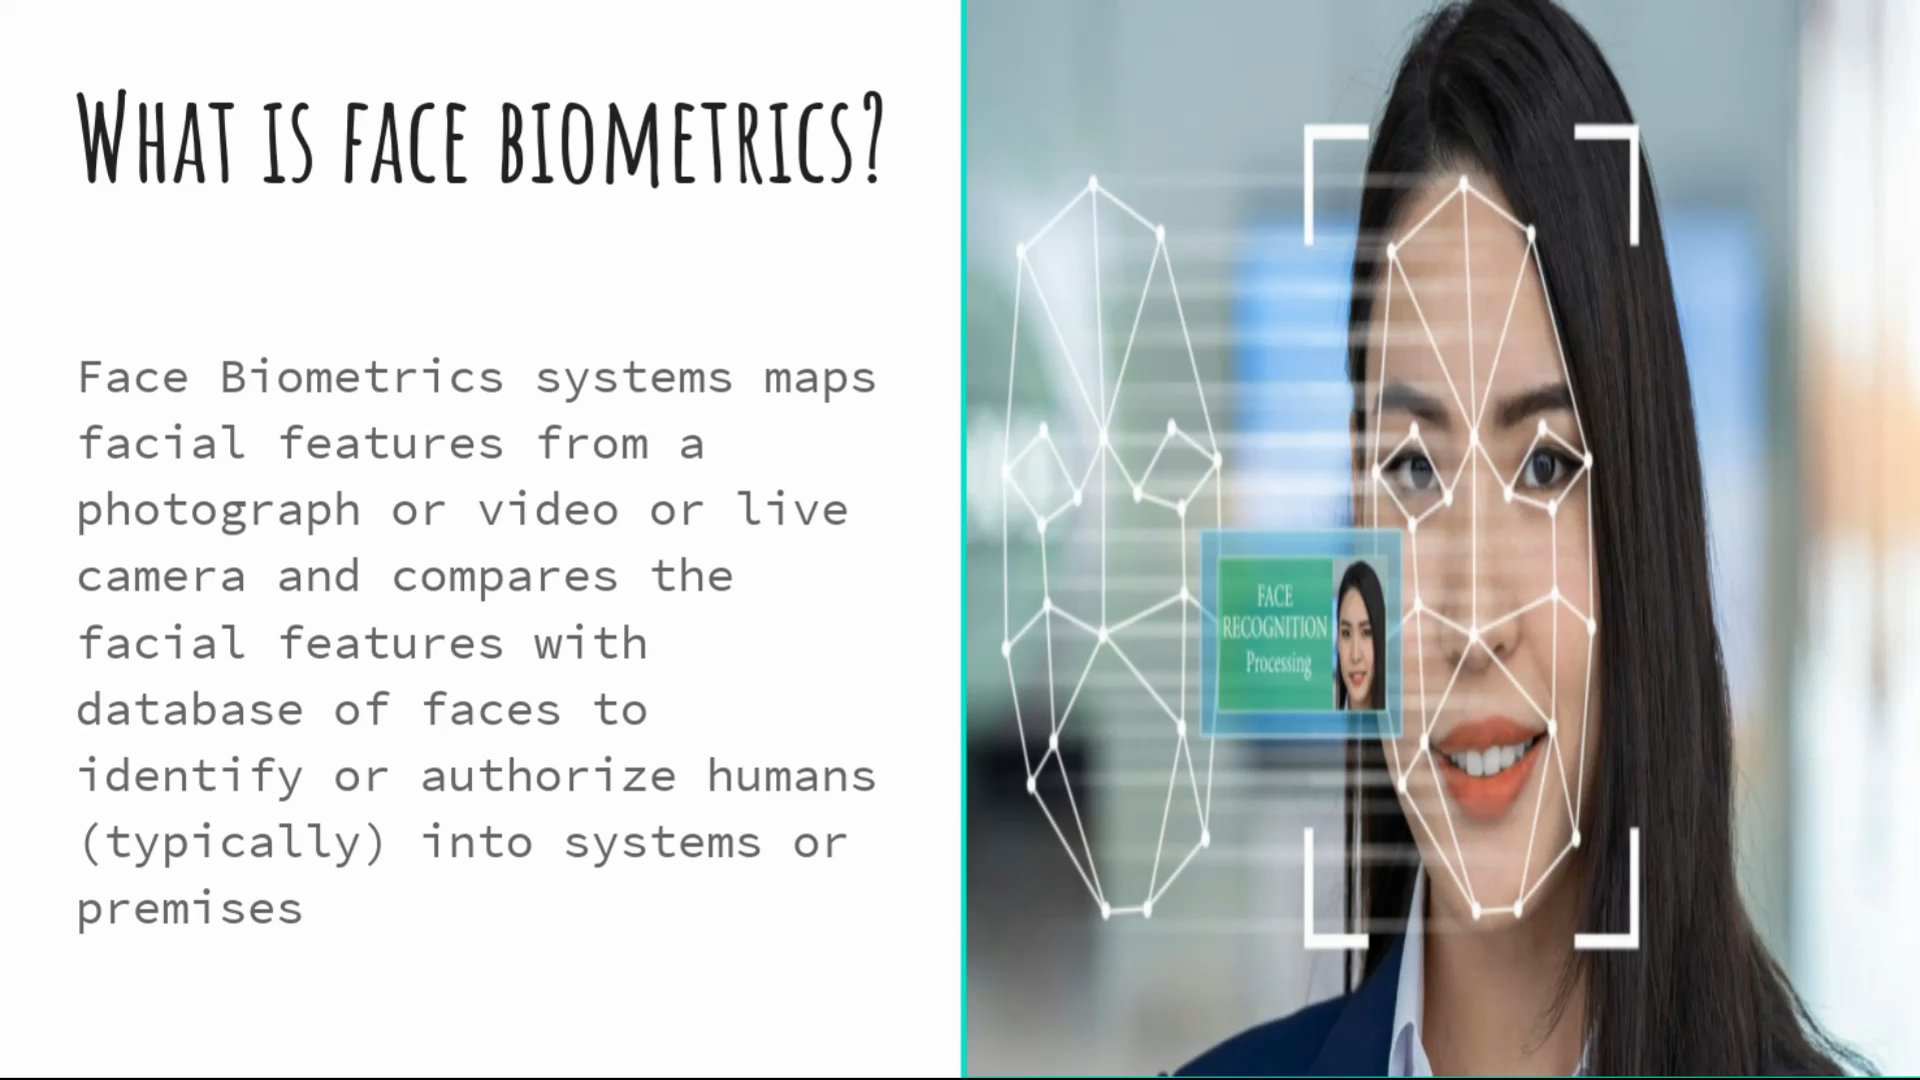 What is face biometrics?
Face Biometrics systems maps
facial features from a
photograph or video or live
camera and compares the
facial features with
database of faces to
identify or authorize humans
(typically) into systems or
premises
FACE
RECOGNITION
Processing